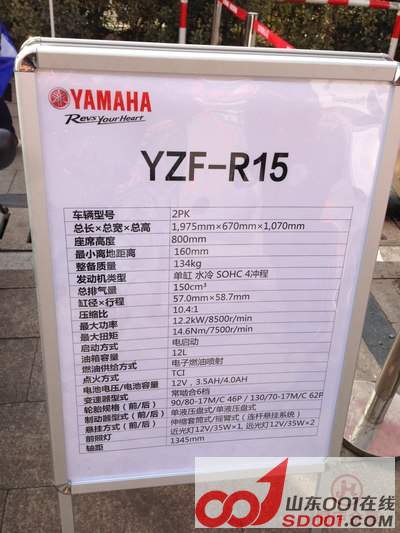 YAMAHA
Revs Your Heart
YZF-R15
车辆型号 2PK
总长×总宽×总高 1,975mm×670mm×1,070mm
座席高度 800mm
最小离地距离 160mm
整备质量 134kg
发动机类型 单缸 水冷 SOHC 4冲程
总排气量 150cm³
缸径×行程 57.0mm×58.7mm
压缩比 10.4:1
最大功率 12.2kW/8500r/min
最大扭矩 14.6Nm/7500r/min
启动方式 电启动
油箱容量 12L
燃油供给方式 电子燃油喷射
点火方式 TCI
电池电压/电池容量 12V，3.5AH/4.0AH
变速器型式 常啮合6档
轮胎规格（前/后） 90/80-17M/C 46P / 130/70-17M/C 62P
制动器型式（前/后） 单液压盘式/单液压盘式
悬挂方式（前/后） 伸缩套筒式/摇臂式（连杆悬挂系统）
前照灯 近光灯12V/35W×1, 远光灯12V/35W×2
轴距 1345mm
山东001在线
SD001.COM